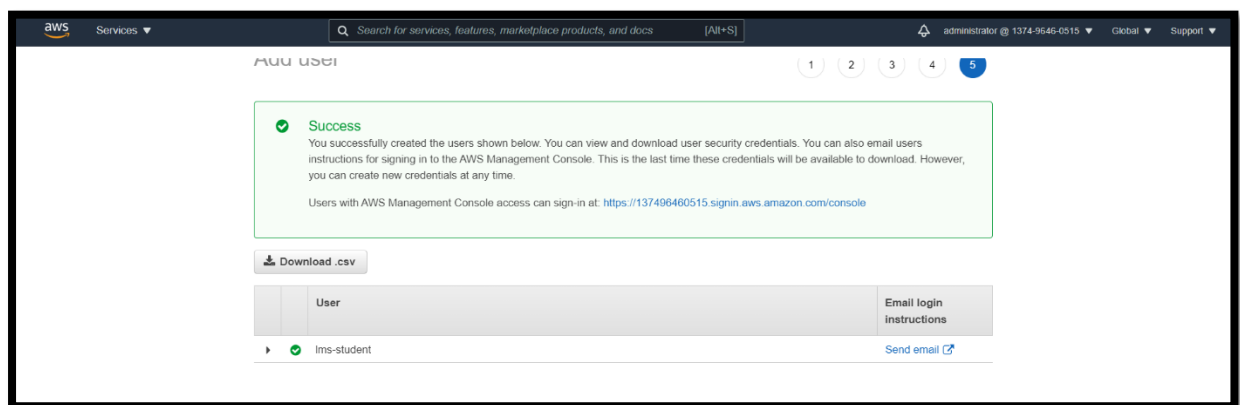 aws Services ▼ Search for services, features, marketplace products, and docs [Alt+S] administrator @ 1374-9646-0515 ▼ Global ▼ Support ▼
Add user 1 2 3 4 5
Success
You successfully created the users shown below. You can view and download user security credentials. You can also email users
instructions for signing in to the AWS Management Console. This is the last time these credentials will be available to download. However,
you can create new credentials at any time.
Users with AWS Management Console access can sign-in at: https://137496460515.signin.aws.amazon.com/console
Download .csv
User Email login
instructions
lms-student Send email